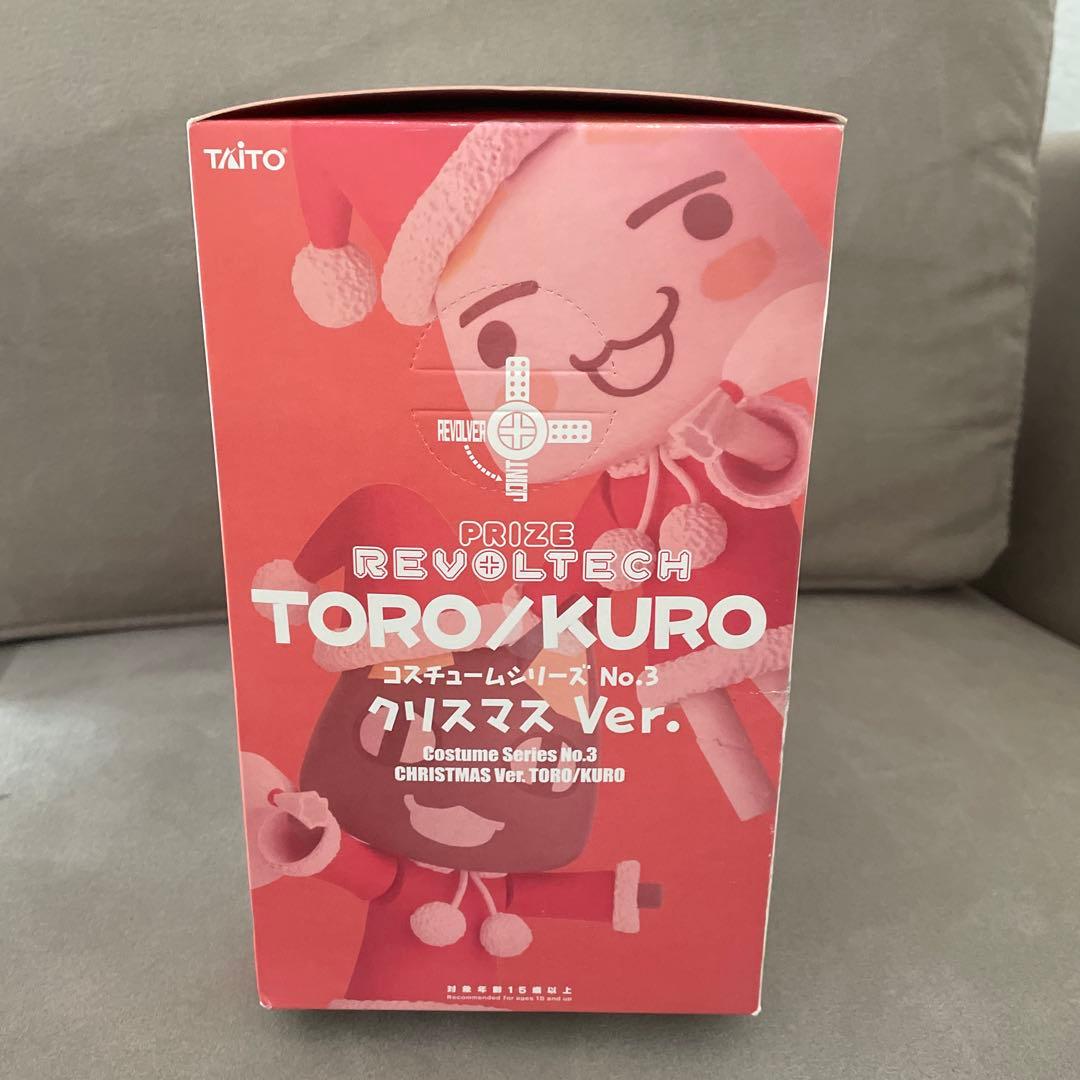 TAITO®
REVOLVER
JOINT
PRIZE
REVOLTECH
TORO/KURO
コスチュームシリーズ No.3
クリスマス Ver.
Costume Series No.3
CHRISTMAS Ver. TORO/KURO
対象年齢15歳以上
Recommended for ages 15 and up